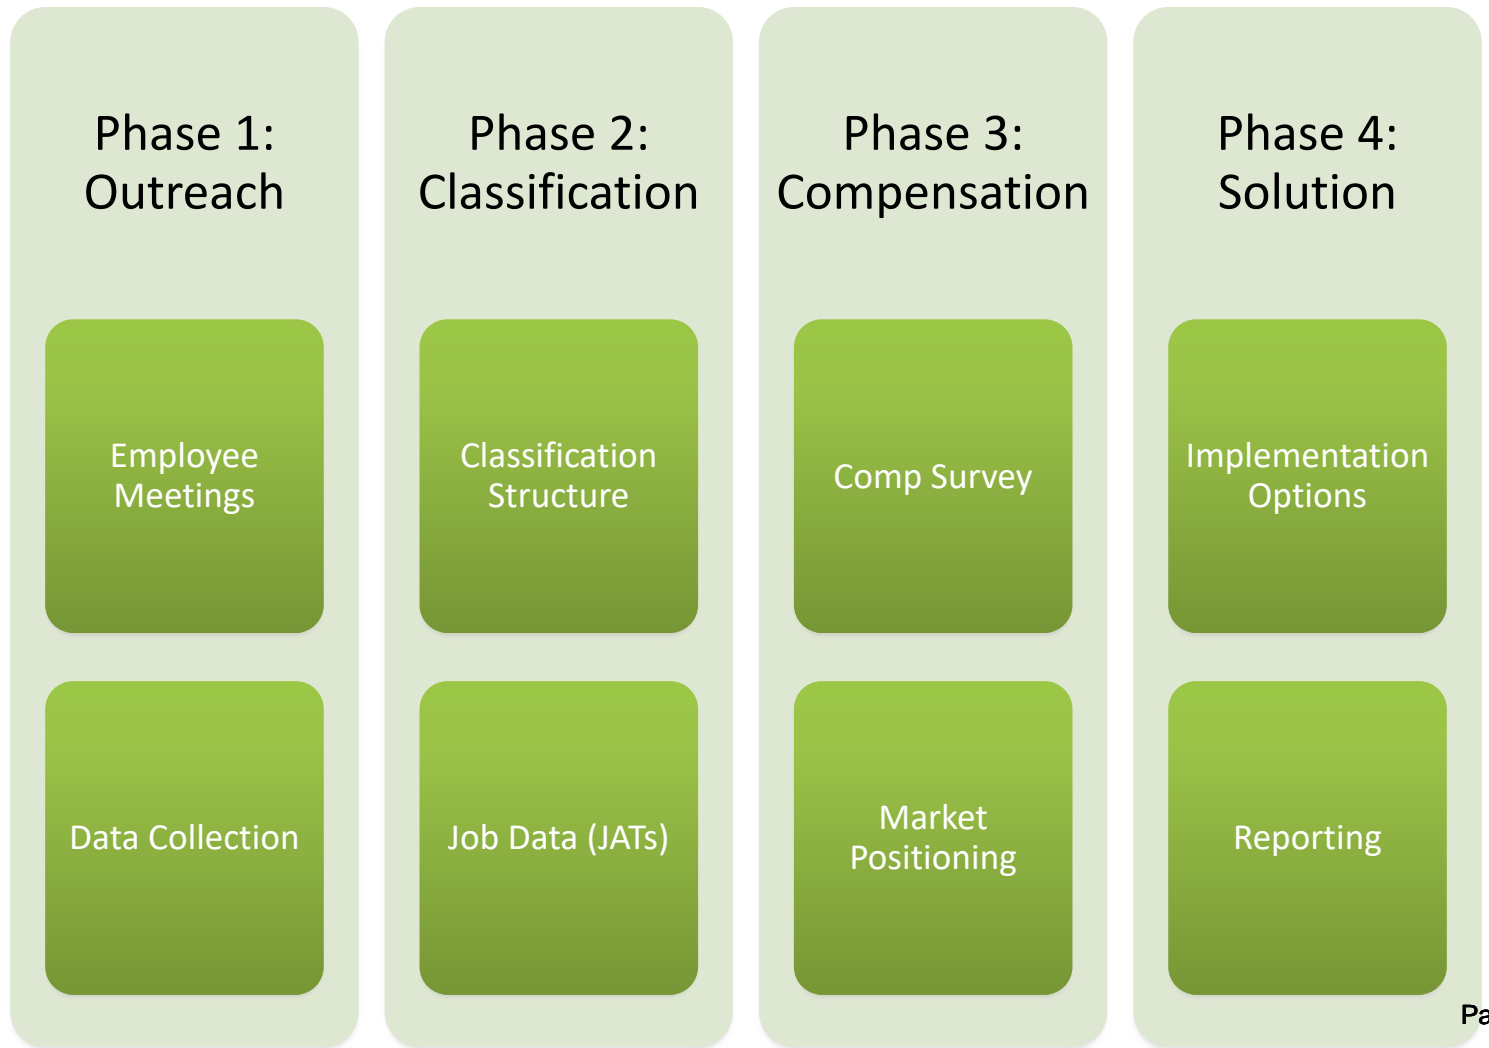 Phase 1:
Outreach
Employee
Meetings
Data Collection
Phase 2:
Classification
Classification
Structure
Job Data (JATs)
Phase 3:
Compensation
Comp Survey
Market
Positioning
Phase 4:
Solution
Implementation
Options
Reporting